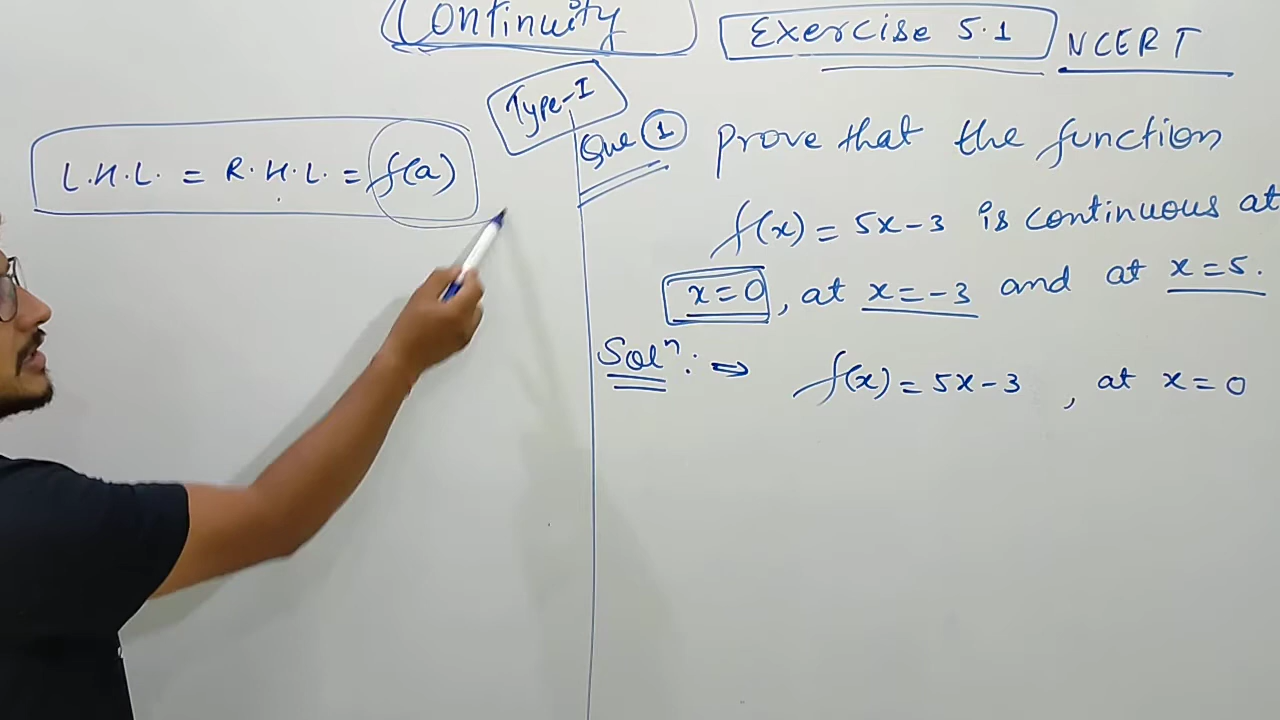 Continuity
Exercise 5.1 NCERT
Type-I
L.H.L. = R.H.L. = f(a)
Que 1 prove that the function
f(x) = 5x-3 is continuous at
x=0, at x=-3 and at x=5.
Solⁿ: ⇒ f(x) = 5x-3, at x=0